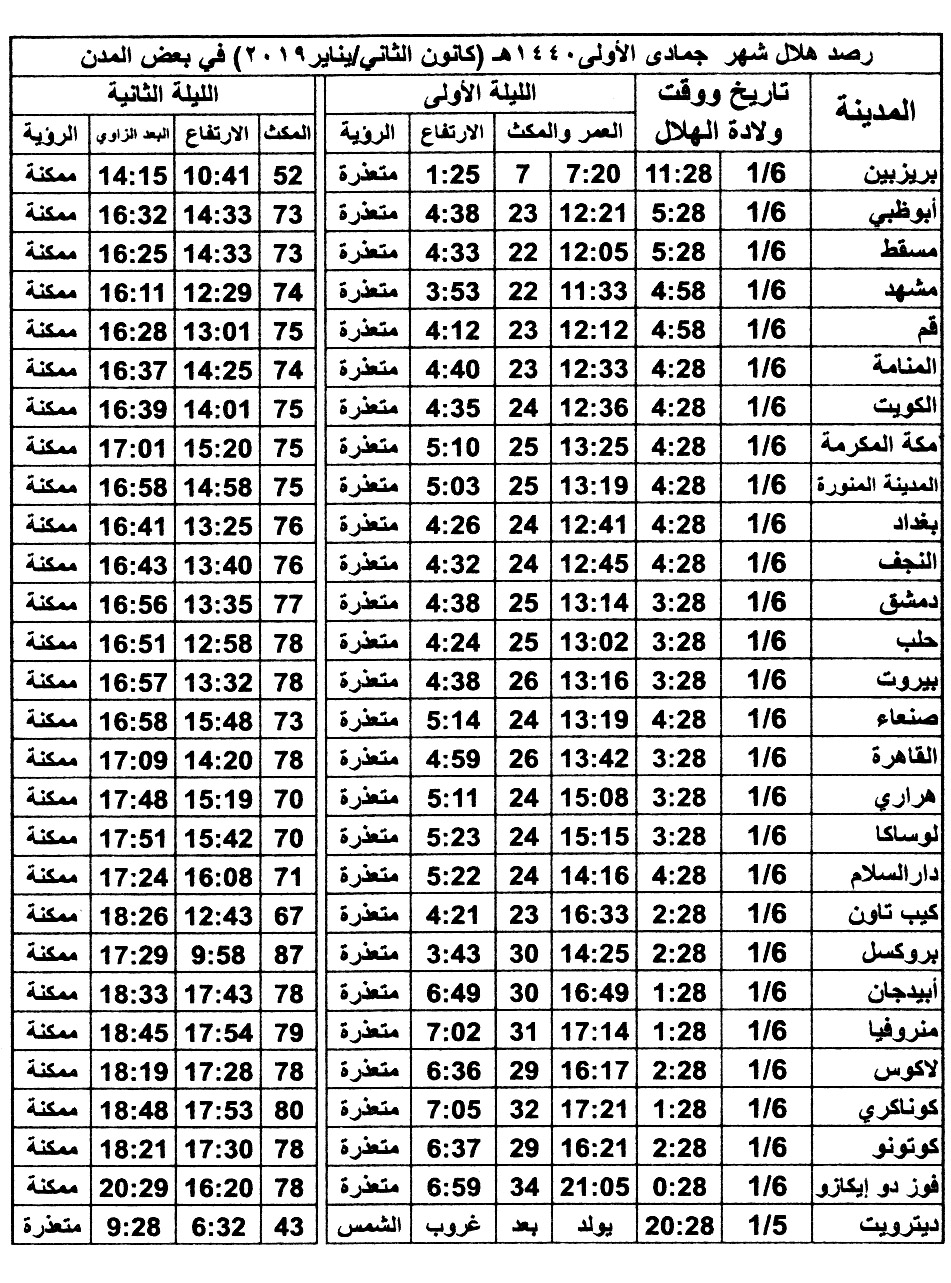 رصد هلال شهر جمادى الأولى ١٤٤٠هـ (كانون الثاني/يناير ٢٠١٩) في بعض المدن
المدينة تاريخ ووقت ولادة الهلال الليلة الأولى الليلة الثانية
العمر والمكث الارتفاع الرؤية المكث الارتفاع البعد الزاوي الرؤية
بريزبين 1/6 11:28 7:20 7 1:25 متعذرة 52 10:41 14:15 ممكنة
أبوظبي 1/6 5:28 12:21 23 4:38 متعذرة 73 14:33 16:32 ممكنة
مسقط 1/6 5:28 12:05 22 4:33 متعذرة 73 14:33 16:25 ممكنة
مشهد 1/6 4:58 11:33 22 3:53 متعذرة 74 12:29 16:11 ممكنة
قم 1/6 4:58 12:12 23 4:12 متعذرة 75 13:01 16:28 ممكنة
المنامة 1/6 4:28 12:33 23 4:40 متعذرة 74 14:25 16:37 ممكنة
الكويت 1/6 4:28 12:36 24 4:35 متعذرة 75 14:01 16:39 ممكنة
مكة المكرمة 1/6 4:28 13:25 25 5:10 متعذرة 75 15:20 17:01 ممكنة
المدينة المنورة 1/6 4:28 13:19 25 5:03 متعذرة 75 14:58 16:58 ممكنة
بغداد 1/6 4:28 12:41 24 4:26 متعذرة 76 13:25 16:41 ممكنة
النجف 1/6 4:28 12:45 24 4:32 متعذرة 76 13:40 16:43 ممكنة
دمشق 1/6 3:28 13:14 25 4:38 متعذرة 77 13:35 16:56 ممكنة
حلب 1/6 3:28 13:02 25 4:24 متعذرة 78 12:58 16:51 ممكنة
بيروت 1/6 3:28 13:16 26 4:38 متعذرة 78 13:32 16:57 ممكنة
صنعاء 1/6 4:28 13:19 24 5:14 متعذرة 73 15:48 16:58 ممكنة
القاهرة 1/6 3:28 13:42 26 4:59 متعذرة 78 14:20 17:09 ممكنة
هراري 1/6 3:28 15:08 24 5:11 متعذرة 70 15:19 17:48 ممكنة
لوساكا 1/6 3:28 15:15 24 5:23 متعذرة 70 15:42 17:51 ممكنة
دارالسلام 1/6 4:28 14:16 24 5:22 متعذرة 71 16:08 17:24 ممكنة
كيب تاون 1/6 2:28 16:33 23 4:21 متعذرة 67 12:43 18:26 ممكنة
بروكسل 1/6 2:28 14:25 30 3:43 متعذرة 87 9:58 17:29 ممكنة
أبيدجان 1/6 1:28 16:49 30 6:49 متعذرة 78 17:43 18:33 ممكنة
منروفيا 1/6 1:28 17:14 31 7:02 متعذرة 79 17:54 18:45 ممكنة
لاكوس 1/6 2:28 16:17 29 6:36 متعذرة 78 17:28 18:19 ممكنة
كوناكري 1/6 1:28 17:21 32 7:05 متعذرة 80 17:53 18:48 ممكنة
كوتونو 1/6 2:28 16:21 29 6:37 متعذرة 78 17:30 18:21 ممكنة
فوز دو إيكازو 1/6 0:28 21:05 34 6:59 متعذرة 78 16:20 20:29 ممكنة
ديترويت 1/5 20:28 يولد بعد غروب الشمس 43 6:32 9:28 متعذرة